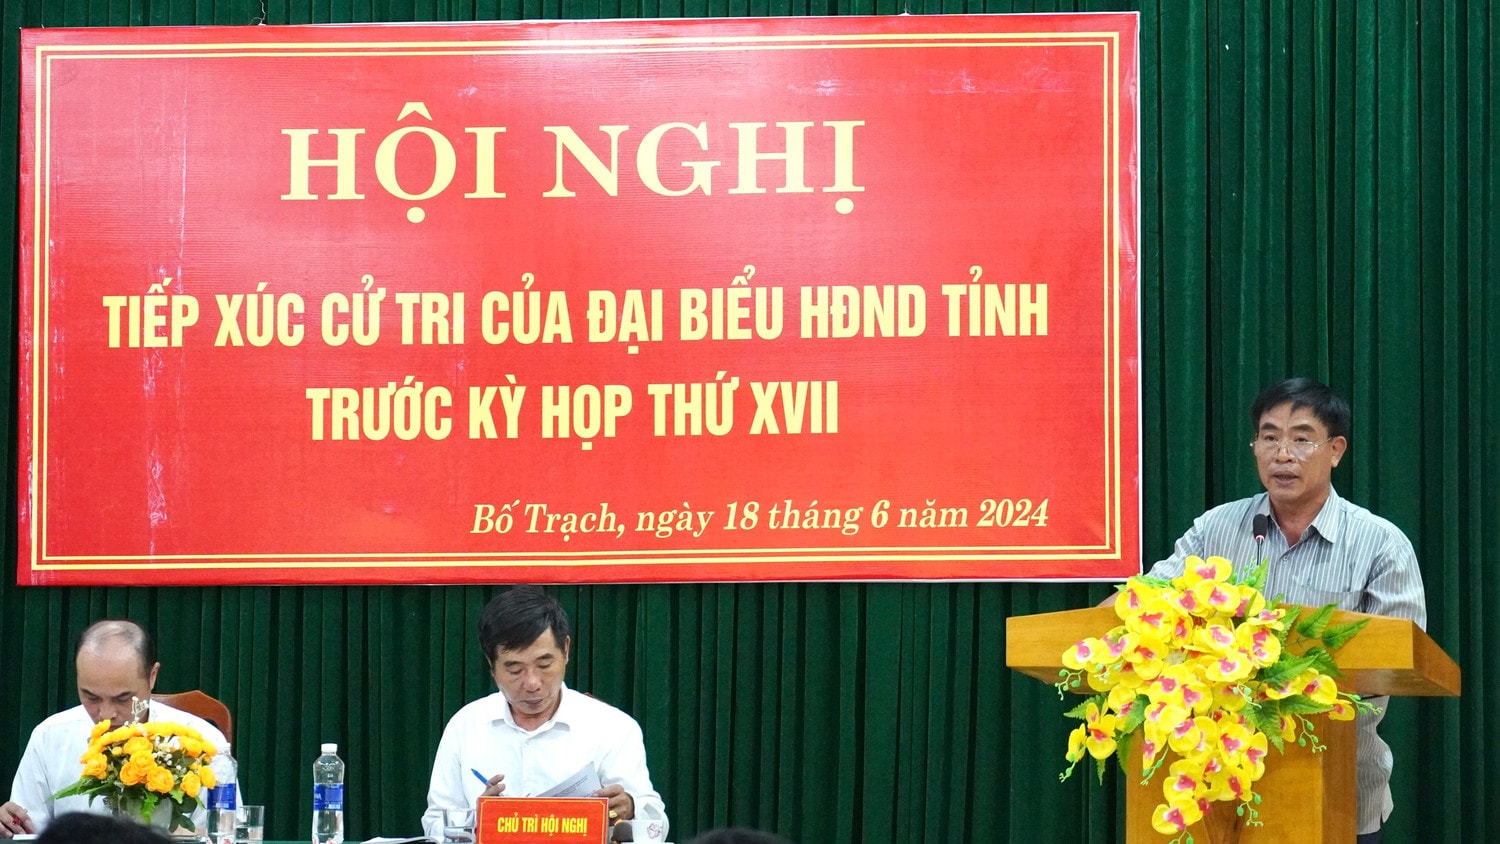 HỘI NGHỊ
TIẾP XÚC CỬ TRI CỦA ĐẠI BIỂU HĐND TỈNH
TRƯỚC KỲ HỌP THỨ XVII
Bố Trạch, ngày 18 tháng 6 năm 2024
CHỦ TRÌ HỘI NGHỊ